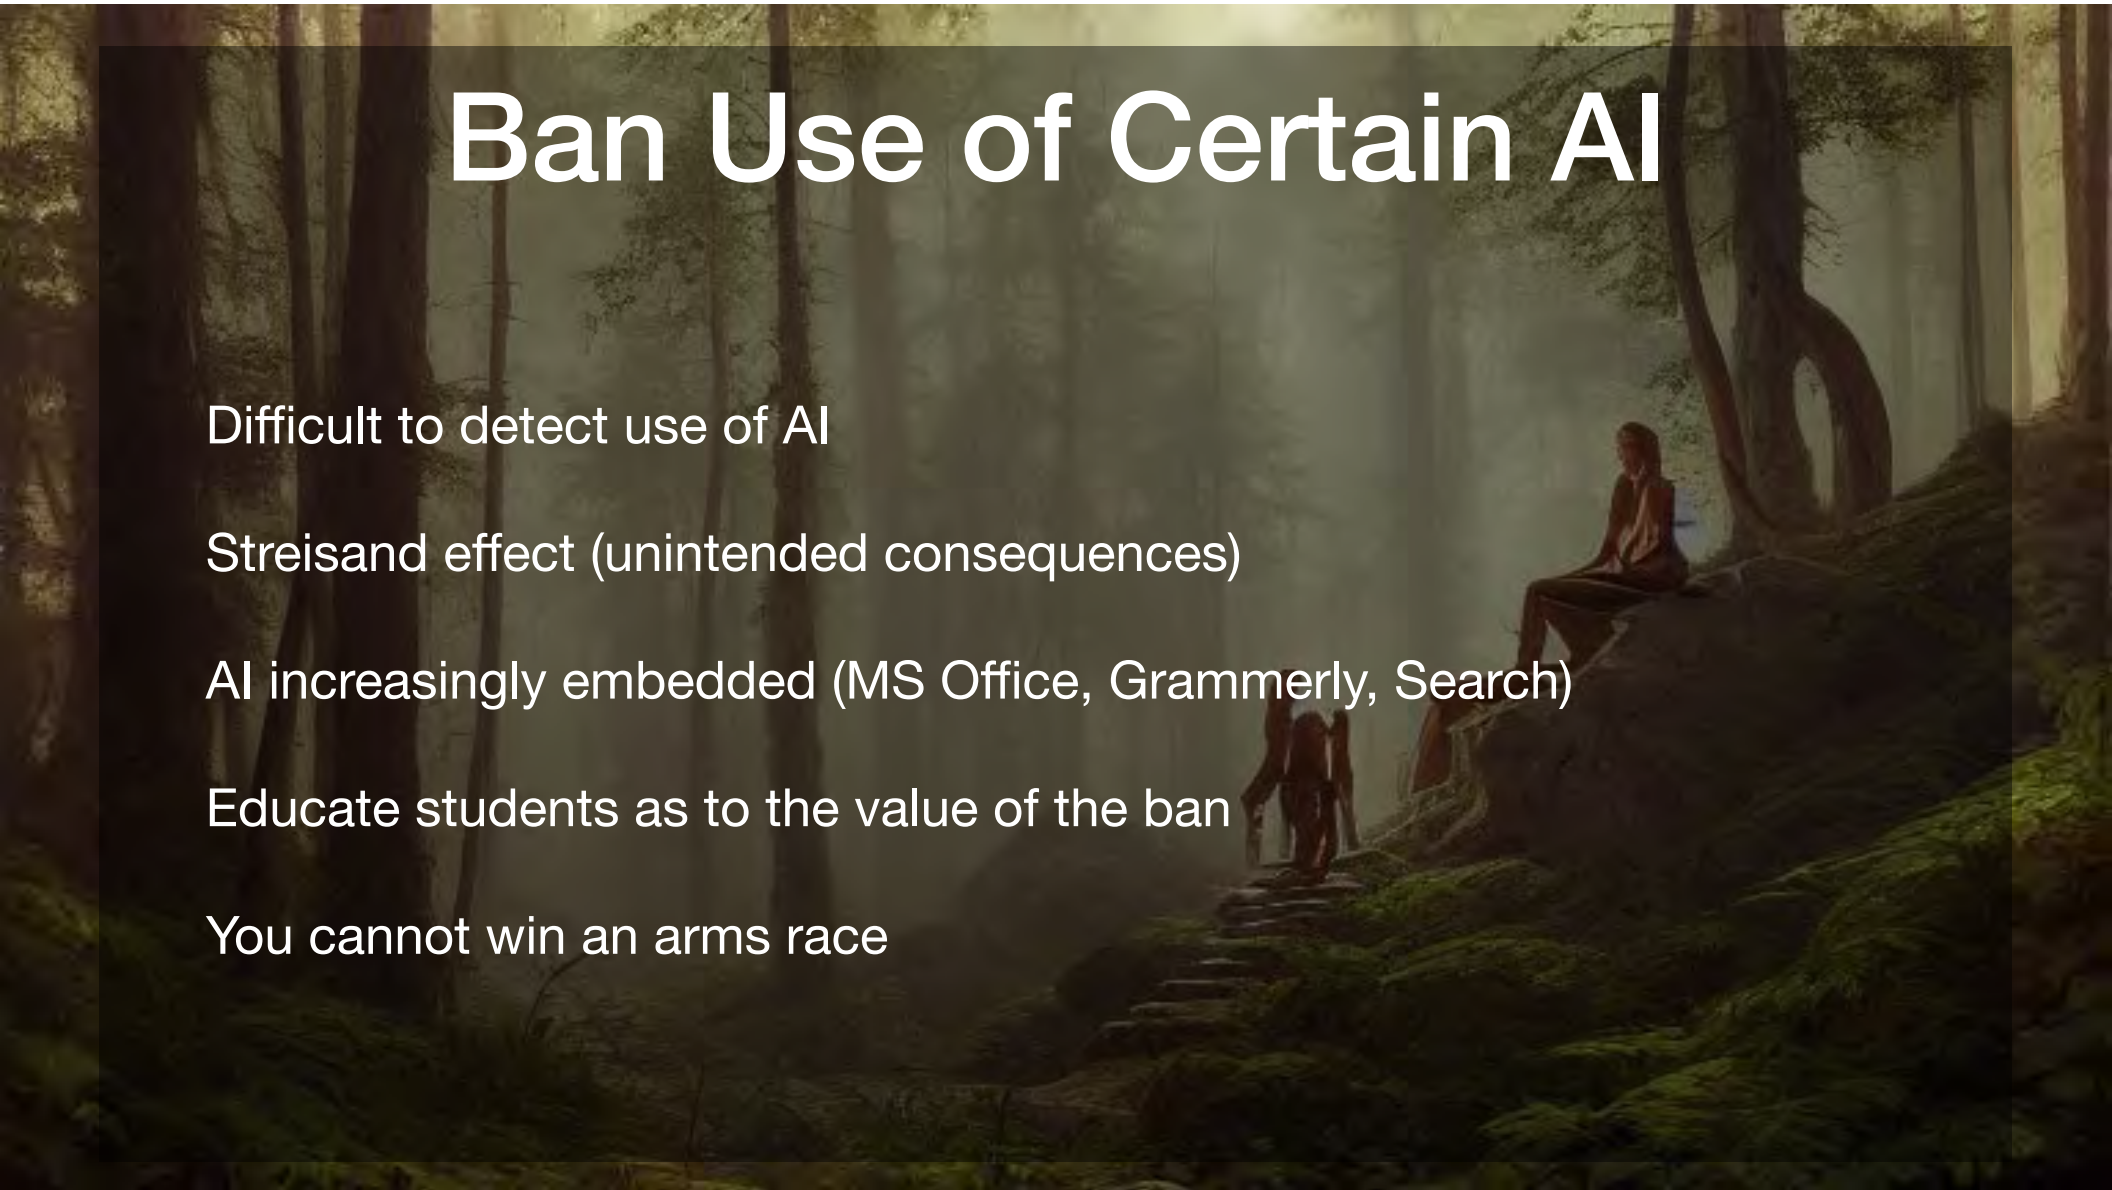 Ban Use of Certain AI
Difficult to detect use of AI
Streisand effect (unintended consequences)
AI increasingly embedded (MS Office, Grammerly, Search)
Educate students as to the value of the ban
You cannot win an arms race